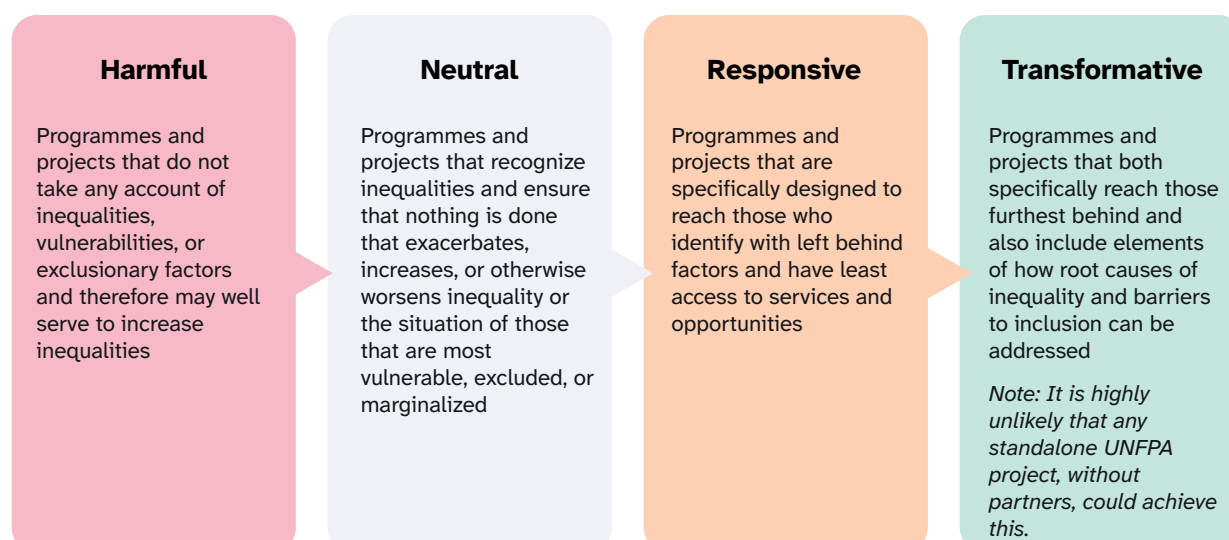 Harmful
Programmes and
projects that do not
take any account of
inequalities,
vulnerabilities, or
exclusionary factors
and therefore may well
serve to increase
inequalities
Neutral
Programmes and
projects that recognize
inequalities and ensure
that nothing is done
that exacerbates,
increases, or otherwise
worsens inequality or
the situation of those
that are most
vulnerable, excluded, or
marginalized
Responsive
Programmes and
projects that are
specifically designed to
reach those who
identify with left behind
factors and have least
access to services and
opportunities
Transformative
Programmes and
projects that both
specifically reach those
furthest behind and
also include elements
of how root causes of
inequality and barriers
to inclusion can be
addressed
Note: It is highly
unlikely that any
standalone UNFPA
project, without
partners, could achieve
this.